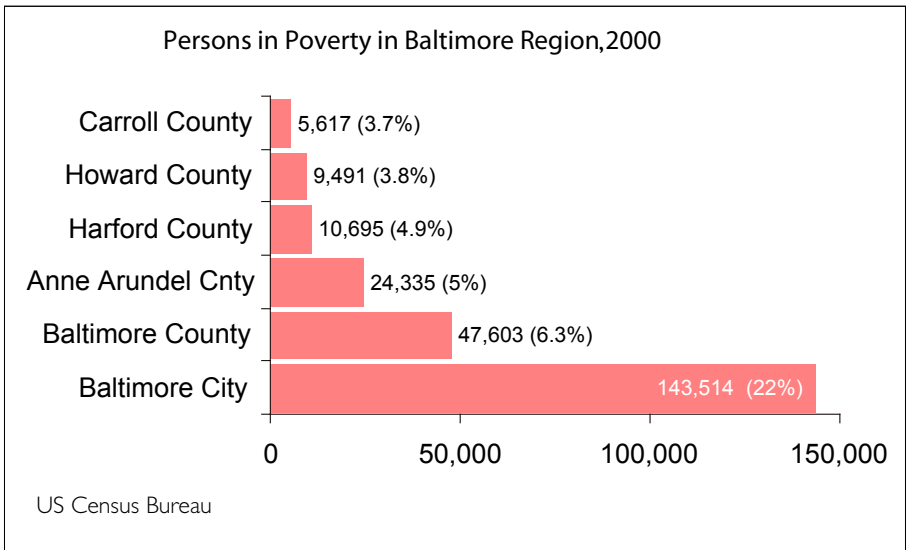 Persons in Poverty in Baltimore Region,2000
Carroll County 5,617 (3.7%)
Howard County 9,491 (3.8%)
Harford County 10,695 (4.9%)
Anne Arundel Cnty 24,335 (5%)
Baltimore County 47,603 (6.3%)
Baltimore City 143,514 (22%)
0 50,000 100,000 150,000
US Census Bureau